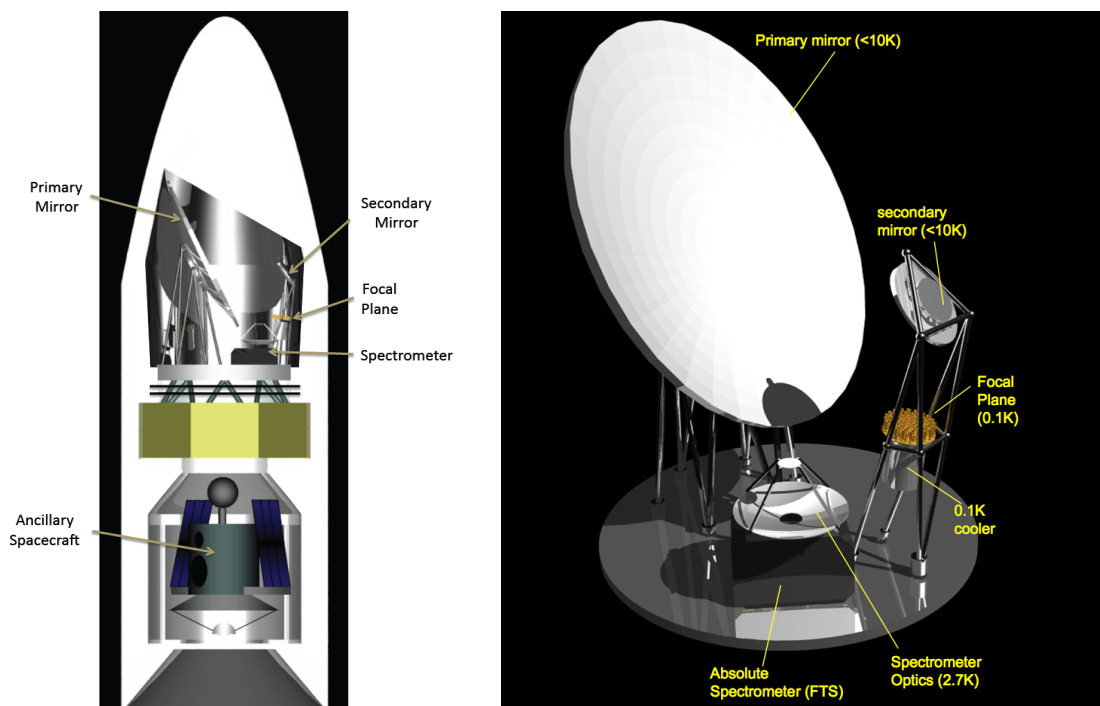 Primary
Mirror
Secondary
Mirror
Focal
Plane
Spectrometer
Ancillary
Spacecraft
Primary mirror (<10K)
secondary
mirror (<10K)
Focal
Plane
(0.1K)
0.1K
cooler
Spectrometer
Optics (2.7K)
Absolute
Spectrometer (FTS)